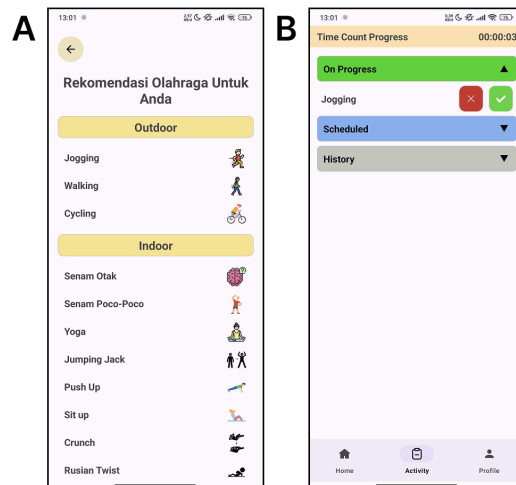 A
13:01
78
Rekomendasi Olahraga Untuk
Anda
Outdoor
Jogging
Walking
Cycling
Indoor
Senam Otak
Senam Poco-Poco
Yoga
Jumping Jack
Push Up
Sit up
Crunch
Rusian Twist
B
13:01
78
Time Count Progress 00:00:03
On Progress ▲
Jogging
Scheduled ▼
History ▼
Home Activity Profile